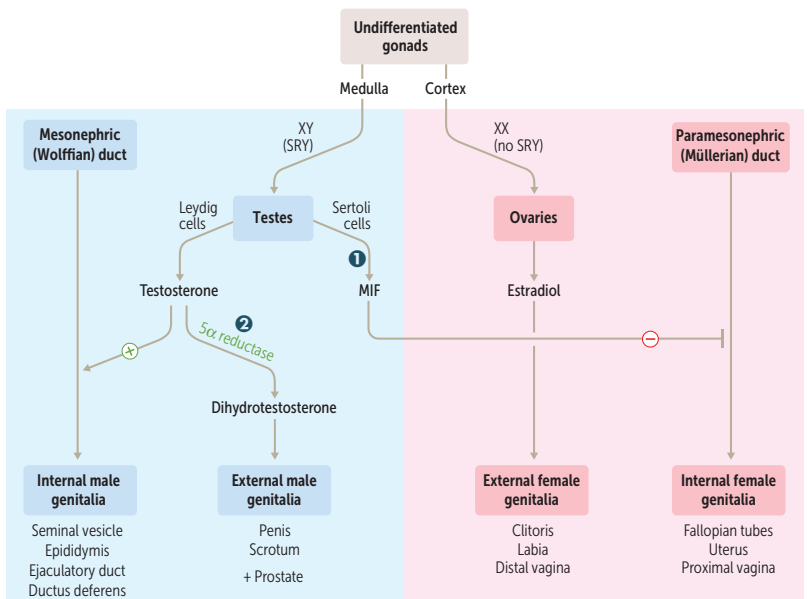 Undifferentiated
gonads
Medulla
Cortex
Mesonephric
(Wolffian) duct
XY
(SRY)
XX
(no SRY)
Paramesonephric
(Müllerian) duct
Leydig
cells
Testes
Sertoli
cells
Ovaries
1
Testosterone
MIF
Estradiol
2
5α reductase
+
−
Dihydrotestosterone
Internal male
genitalia
External male
genitalia
External female
genitalia
Internal female
genitalia
Seminal vesicle
Epididymis
Ejaculatory duct
Ductus deferens
Penis
Scrotum
+ Prostate
Clitoris
Labia
Distal vagina
Fallopian tubes
Uterus
Proximal vagina